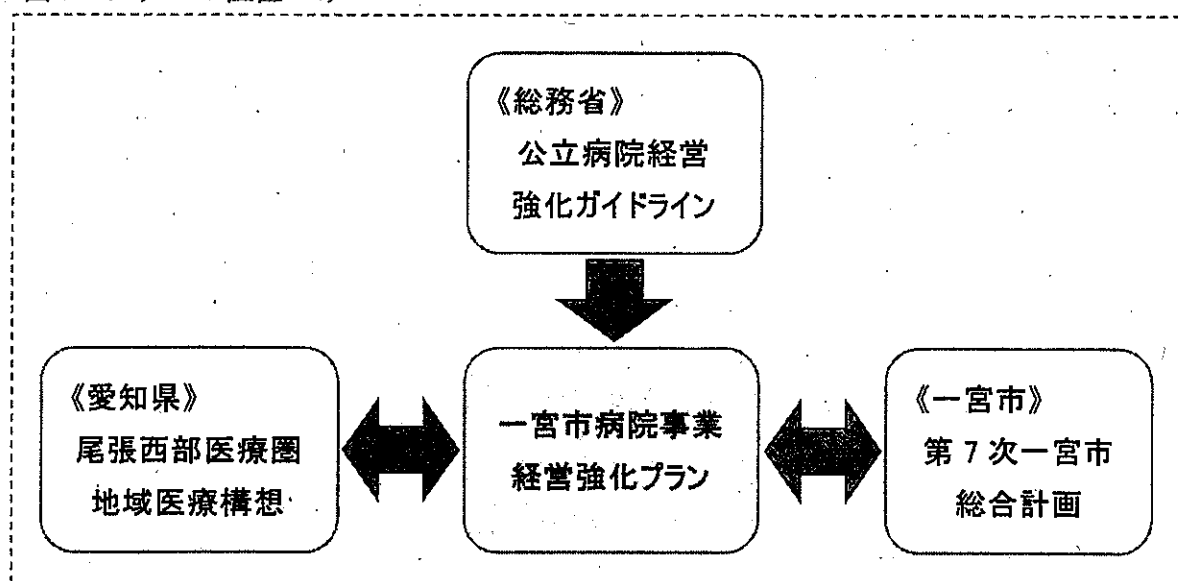 《総務省》
公立病院経営
強化ガイドライン
《愛知県》
尾張西部医療圏
地域医療構想
一宮市病院事業
経営強化プラン
《一宮市》
第7次一宮市
総合計画